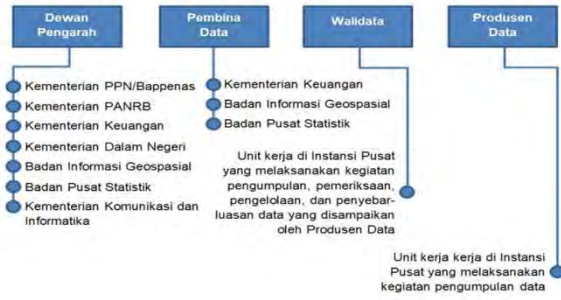 Dewan
Pengarah
Pembina
Data
Walidata
Produsen
Data
Kementerian PPN/Bappenas
Kementerian PANRB
Kementerian Keuangan
Kementerian Dalam Negeri
Badan Informasi Geospasial
Badan Pusat Statistik
Kementerian Komunikasi dan
Informatika
Kementerian Keuangan
Badan Informasi Geospasial
Badan Pusat Statistik
Unit kerja di Instansi Pusat
yang melaksanakan kegiatan
pengumpulan, pemeriksaan,
pengelolaan, dan penyebar-
luasan data yang disampaikan
oleh Produsen Data
Unit kerja kerja di Instansi
Pusat yang melaksanakan
kegiatan pengumpulan data